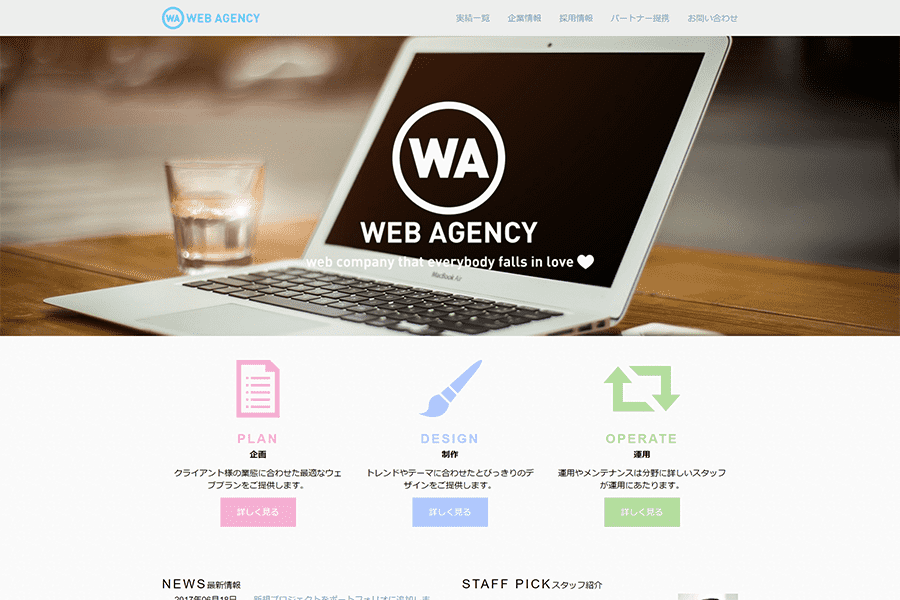 WA WEB AGENCY
実績一覧 企業情報 採用情報 パートナー提携 お問い合わせ
WA
WEB AGENCY
web company that everybody falls in love
MacBook Air
PLAN
企画
クライアント様の業態に合わせた最適なウェ
ブプランをご提供します。
詳しく見る
DESIGN
制作
トレンドやテーマに合わせたとびっきりのデ
ザインをご提供します。
詳しく見る
OPERATE
運用
運用やメンテナンスは分野に詳しいスタッフ
が運用にあたります。
詳しく見る
NEWS最新情報
2017年06月18日 新規プロジェクトをポートフォリオに追加しま
STAFF PICKスタッフ紹介